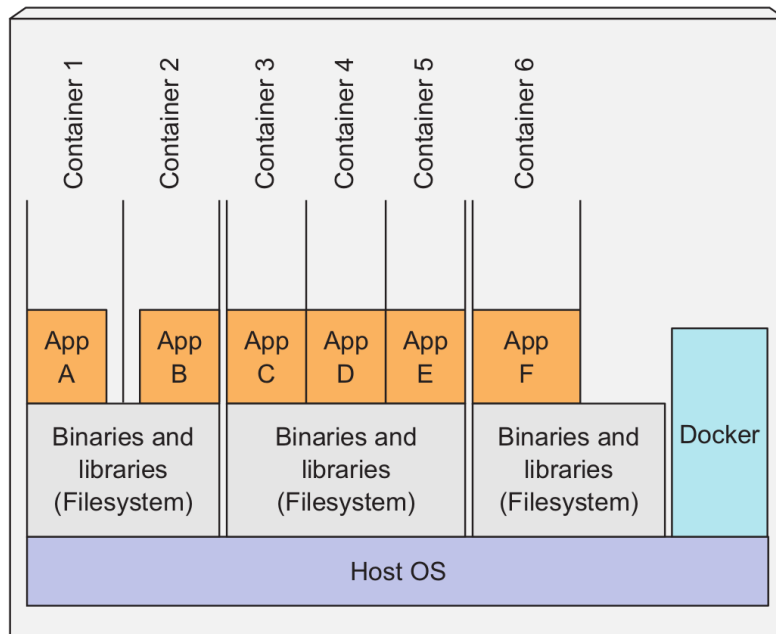 Container 1
Container 2
Container 3
Container 4
Container 5
Container 6
App
A
App
B
App
C
App
D
App
E
App
F
Binaries and
libraries
(Filesystem)
Binaries and
libraries
(Filesystem)
Binaries and
libraries
(Filesystem)
Docker
Host OS